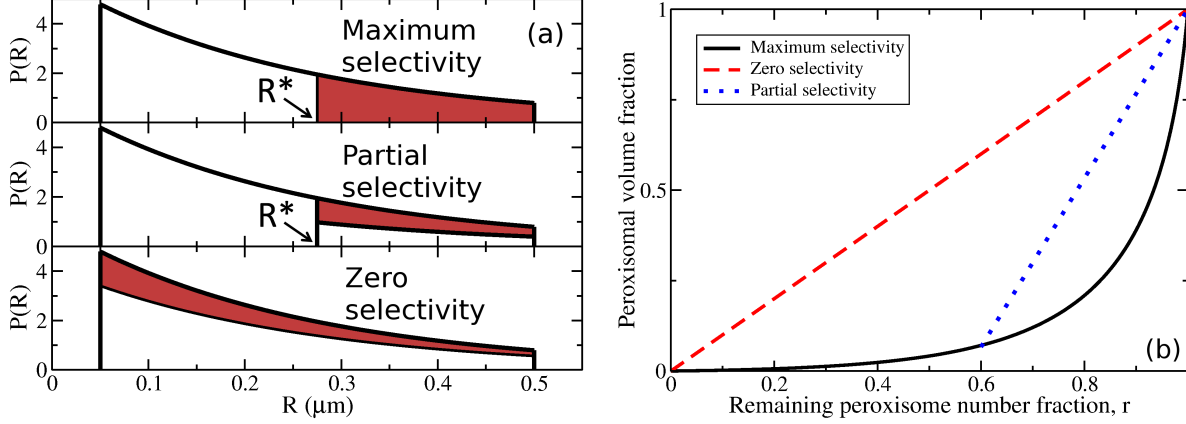 P(R)
4
2
0
Maximum
selectivity
(a)
R*
P(R)
4
2
0
Partial
selectivity
R*
P(R)
4
2
0
Zero
selectivity
0 0.1 0.2 0.3 0.4 0.5
R (μm)
Peroxisomal volume fraction
1
0.5
0
Maximum selectivity
Zero selectivity
Partial selectivity
(b)
0 0.2 0.4 0.6 0.8
Remaining peroxisome number fraction, r